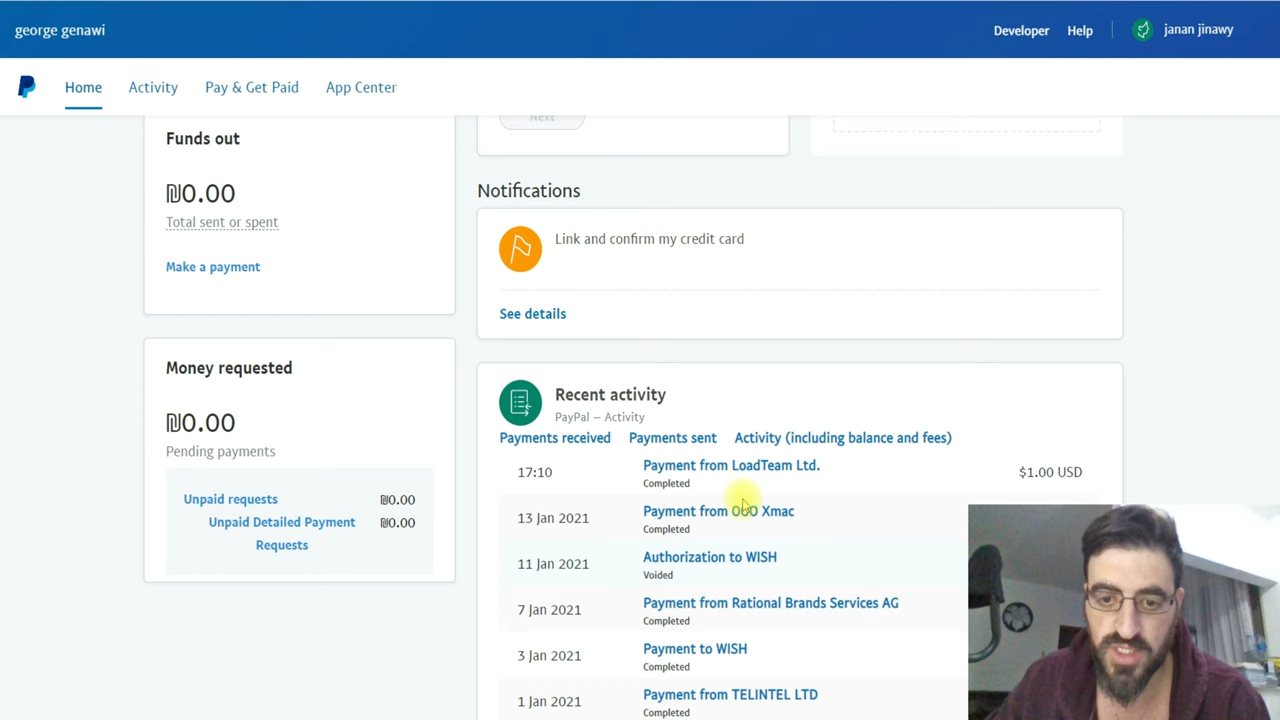 george genawi
Developer
Help
janan jinawy
Home
Activity
Pay & Get Paid
App Center
Funds out
₪0.00
Total sent or spent
Make a payment
Money requested
₪0.00
Pending payments
Unpaid requests ₪0.00
Unpaid Detailed Payment ₪0.00
Requests
Next
Notifications
Link and confirm my credit card
See details
Recent activity
PayPal – Activity
Payments received
Payments sent
Activity (including balance and fees)
17:10 Payment from LoadTeam Ltd. $1.00 USD
Completed
13 Jan 2021 Payment from OOO Xmac
Completed
11 Jan 2021 Authorization to WISH
Voided
7 Jan 2021 Payment from Rational Brands Services AG
Completed
3 Jan 2021 Payment to WISH
Completed
1 Jan 2021 Payment from TELINTEL LTD
Completed